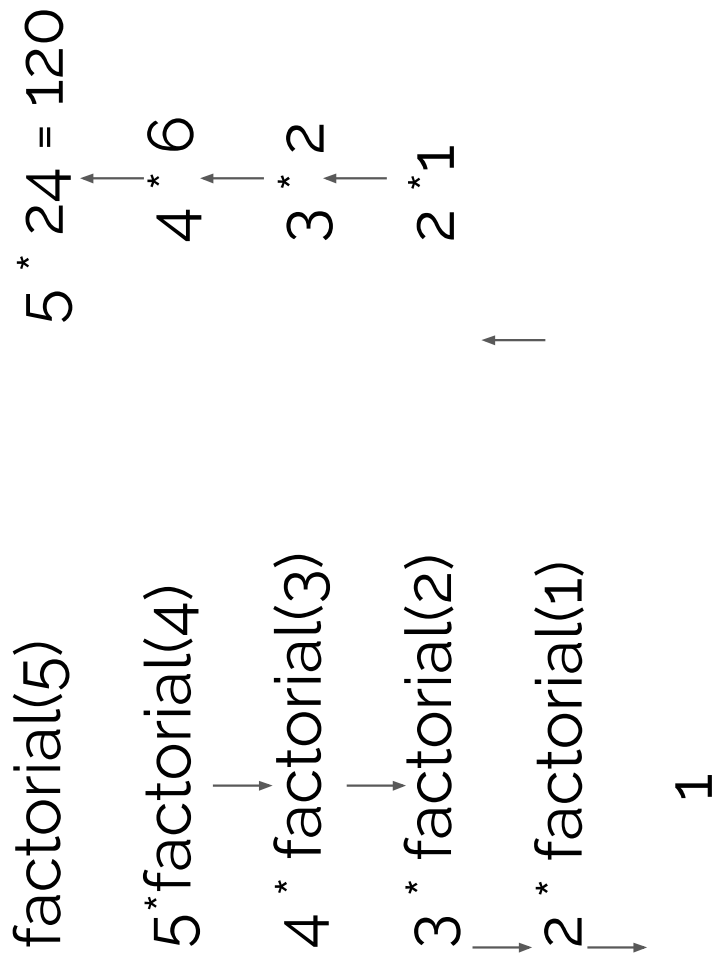 factorial(5)
5*factorial(4)
4 * factorial(3)
3 * factorial(2)
2 * factorial(1)
1
5 * 24 = 120
4 * 6
3 * 2
2 *1